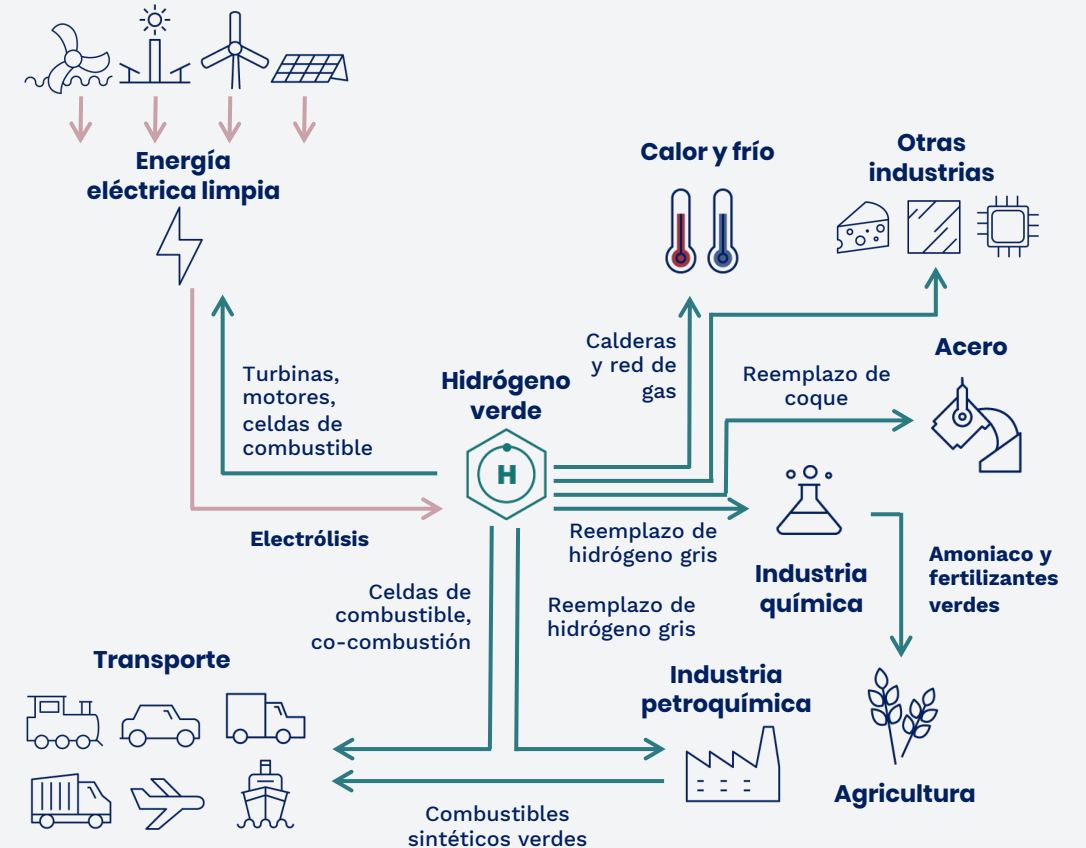 Energía
eléctrica limpia
Calor y frío
Otras
industrias
Turbinas,
motores,
celdas de
combustible
Hidrógeno
verde
H
Calderas
y red de
gas
Reemplazo de
coque
Acero
Electrólisis
Reemplazo de
hidrógeno gris
Industria
química
Amoniaco y
fertilizantes
verdes
Celdas de
combustible,
co-combustión
Reemplazo de
hidrógeno gris
Transporte
Industria
petroquímica
Agricultura
Combustibles
sintéticos verdes